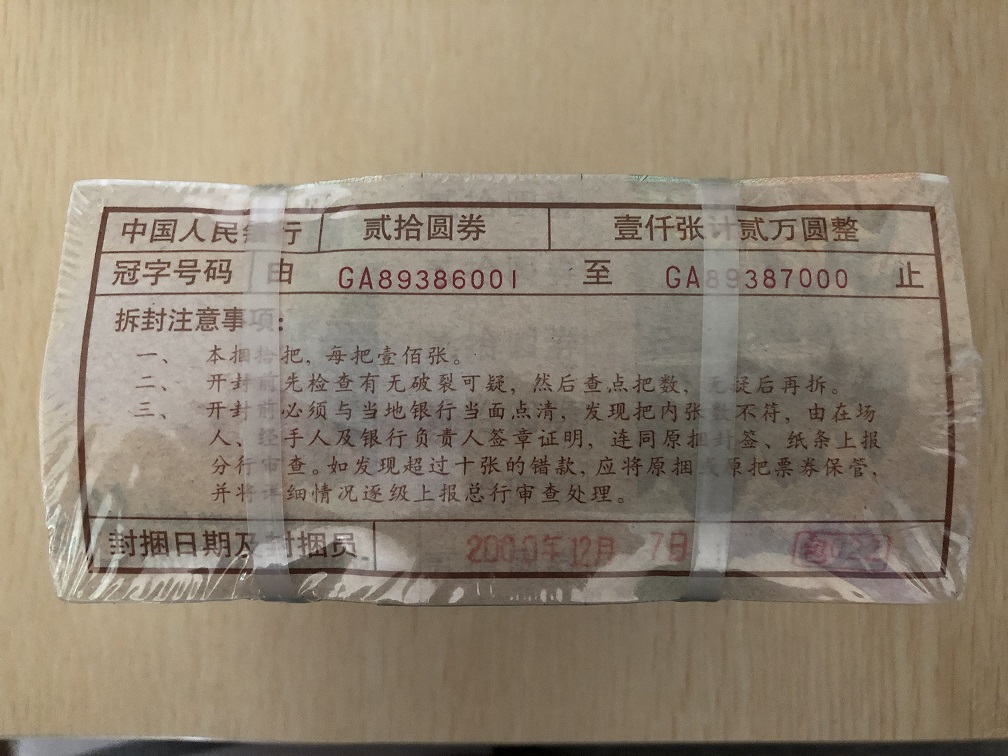 中国人民银行 贰拾圆券 壹仟张计贰万圆整
冠字号码 由 GA89386001 至 GA89387000 止
拆封注意事项：
一、 本捆拾把，每把壹佰张。
二、 开封前先检查有无破裂可疑，然后查点把数，无疑后再拆。
三、 开封前必须与当地银行当面点清，发现把内张数不符，由在场
人、经手人及银行负责人签章证明，连同原捆封签、纸条上报
分行审查。如发现超过十张的错款，应将原捆或原把票券保管，
并将详细情况逐级上报总行审查处理。
封捆日期及封捆员 2000年12月 7日